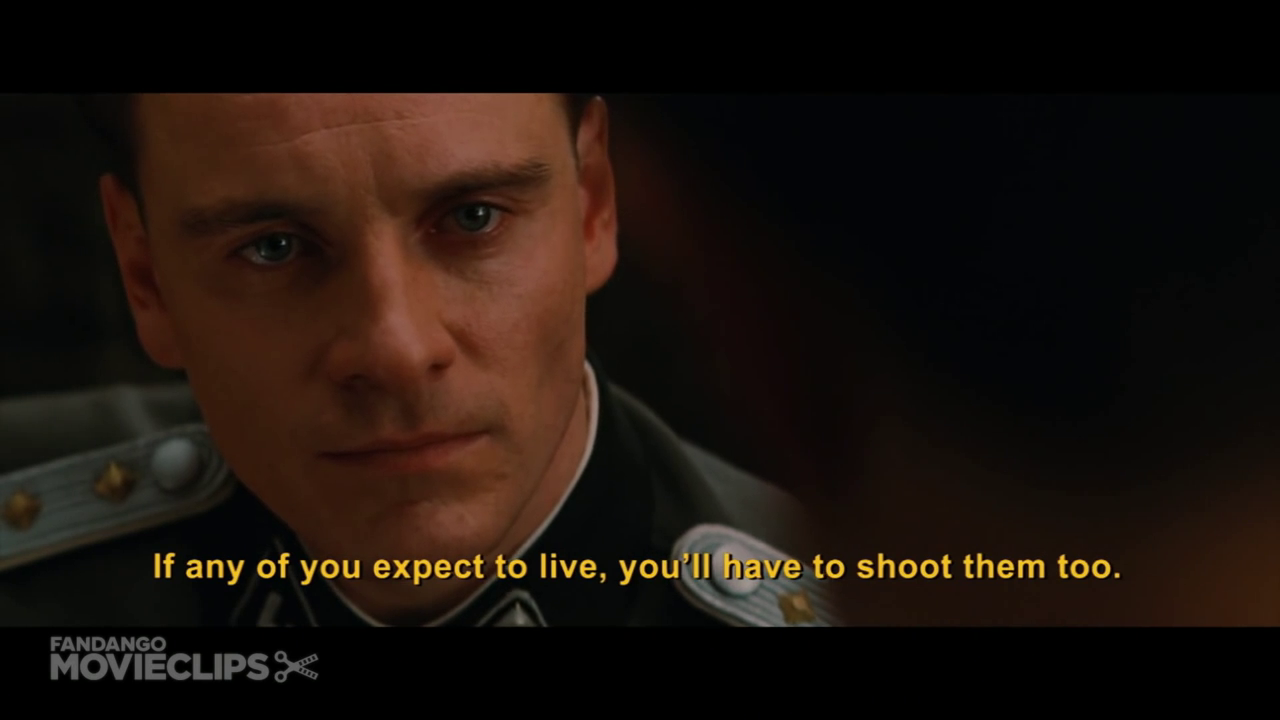 If any of you expect to live, you'll have to shoot them too.
FANDANGO
MOVIECLIPS